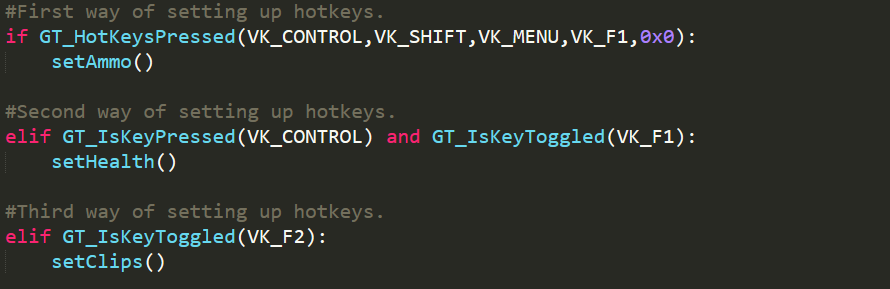 #First way of setting up hotkeys.
if GT_HotKeysPressed(VK_CONTROL,VK_SHIFT,VK_MENU,VK_F1,0x0):
    setAmmo()
#Second way of setting up hotkeys.
elif GT_IsKeyPressed(VK_CONTROL) and GT_IsKeyToggled(VK_F1):
    setHealth()
#Third way of setting up hotkeys.
elif GT_IsKeyToggled(VK_F2):
    setClips()